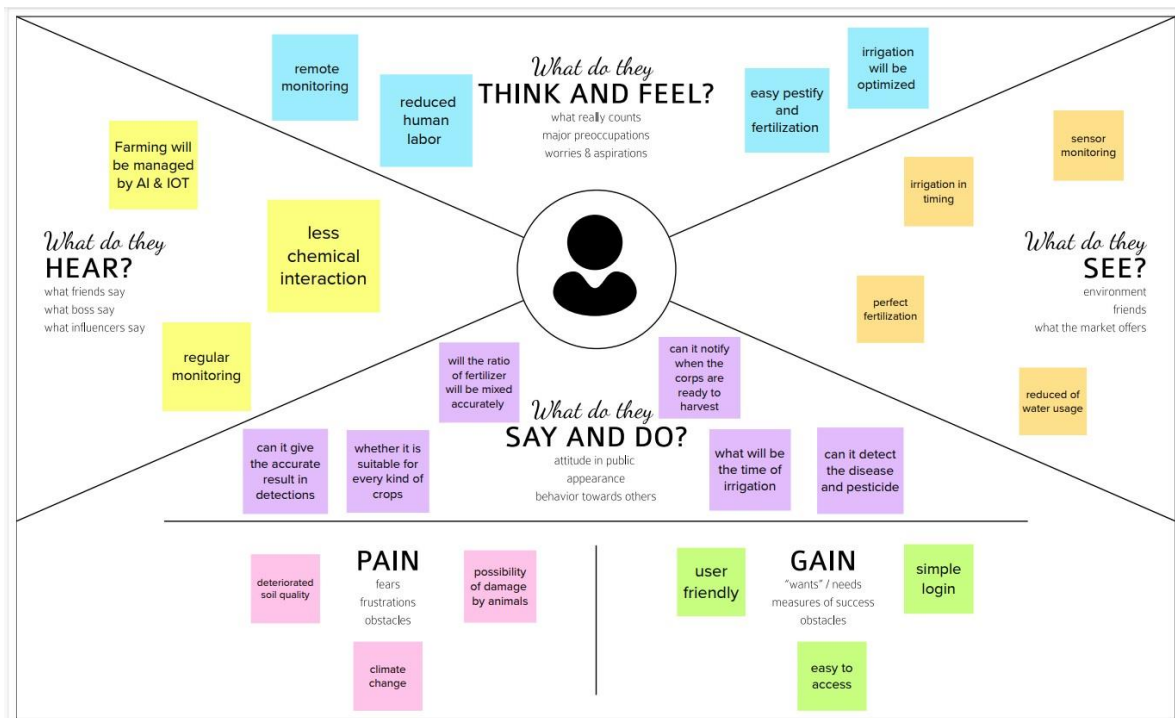 What do they
THINK AND FEEL?
what really counts
major preoccupations
worries & aspirations
remote
monitoring
reduced
human
labor
easy pestify
and
fertilization
irrigation
will be
optimized
What do they
HEAR?
what friends say
what boss say
what influencers say
Farming will
be managed
by AI & IOT
less
chemical
interaction
regular
monitoring
What do they
SEE?
environment
friends
what the market offers
sensor
monitoring
irrigation in
timing
perfect
fertilization
reduced of
water usage
What do they
SAY AND DO?
attitude in public
appearance
behavior towards others
will the ratio
of fertilizer
will be mixed
accurately
can it notify
when the
corps are
ready to
harvest
can it give
the accurate
result in
detections
whether it is
suitable for
every kind of
crops
what will be
the time of
irrigation
can it detect
the disease
and pesticide
PAIN
fears
frustrations
obstacles
deteriorated
soil quality
possibility
of damage
by animals
climate
change
GAIN
"wants" / needs
measures of success
obstacles
user
friendly
simple
login
easy to
access